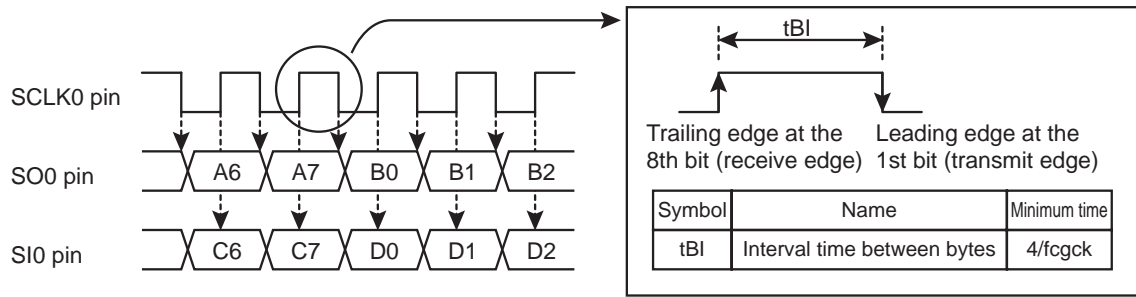 SCLK0 pin
SO0 pin
A6 A7 B0 B1 B2
SI0 pin
C6 C7 D0 D1 D2
tBI
Trailing edge at the
8th bit (receive edge)
Leading edge at the
1st bit (transmit edge)
Symbol Name Minimum time
tBI Interval time between bytes 4/fcgck